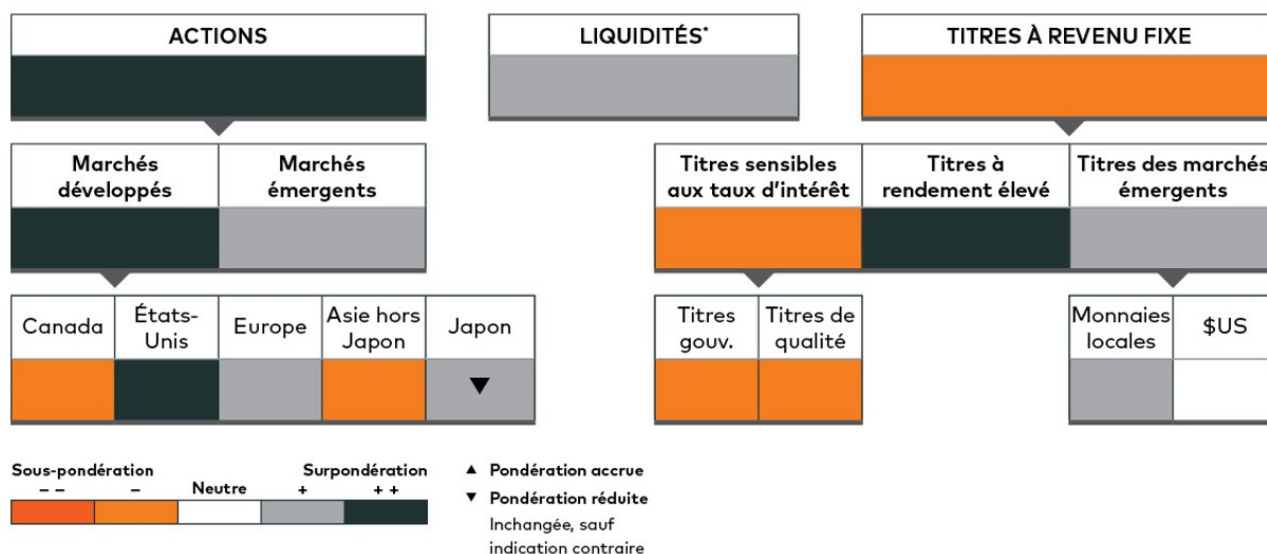 ACTIONS
LIQUIDITÉS*
TITRES À REVENU FIXE
Marchés
développés
Marchés
émergents
Titres sensibles
aux taux d'intérêt
Titres à
rendement élevé
Titres des marchés
émergents
Canada
États-
Unis
Europe
Asie hors
Japon
Japon
▼
Titres
gouv.
Titres de
qualité
Monnaies
locales
$US
Sous-pondération
Surpondération
– –
–
Neutre
+
+ +
▲ Pondération accrue
▼ Pondération réduite
Inchangée, sauf
indication contraire